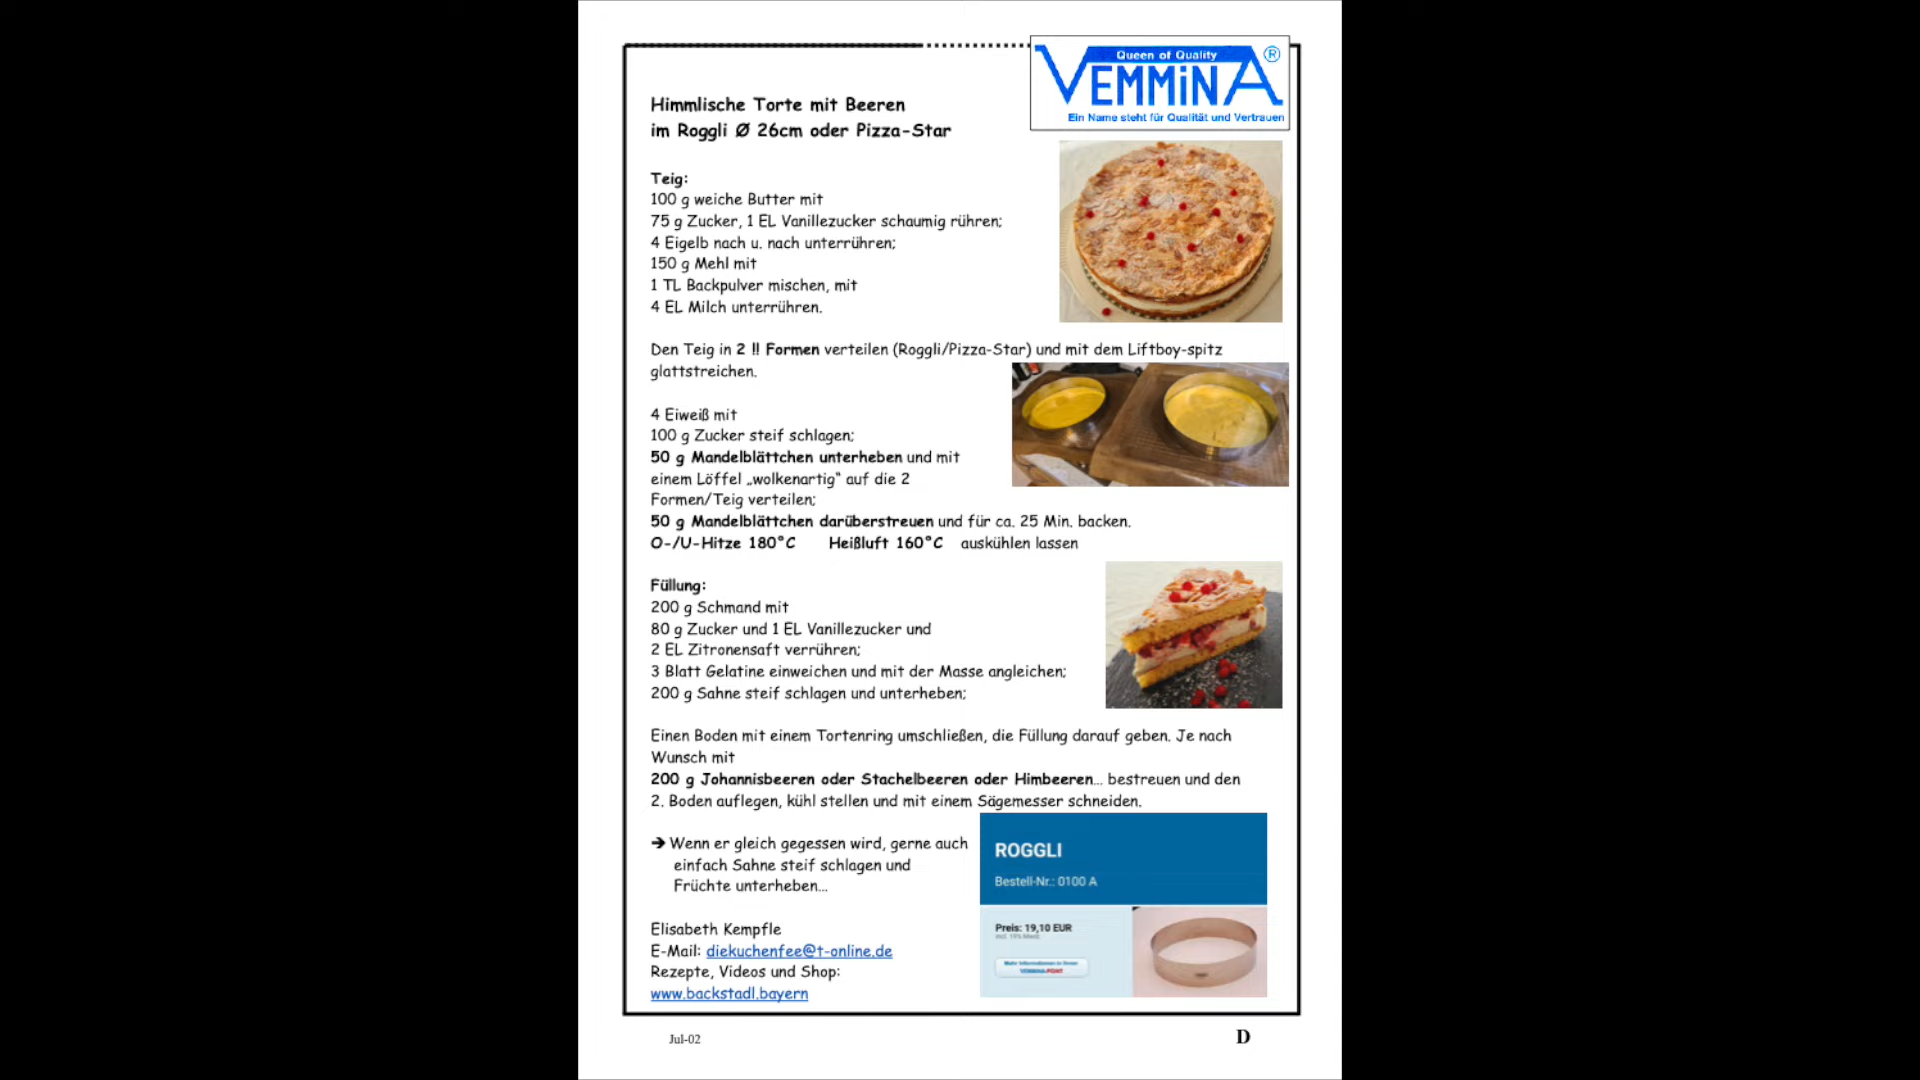 Queen of Quality
VEMMiNA®
Ein Name steht für Qualität und Vertrauen
Himmlische Torte mit Beeren
im Roggli Ø 26cm oder Pizza-Star
Teig:
100 g weiche Butter mit
75 g Zucker, 1 EL Vanillezucker schaumig rühren;
4 Eigelb nach u. nach unterrühren;
150 g Mehl mit
1 TL Backpulver mischen, mit
4 EL Milch unterrühren.
Den Teig in 2 !! Formen verteilen (Roggli/Pizza-Star) und mit dem Liftboy-spitz
glattstreichen.
4 Eiweiß mit
100 g Zucker steif schlagen;
50 g Mandelblättchen unterheben und mit
einem Löffel „wolkenartig“ auf die 2
Formen/Teig verteilen;
50 g Mandelblättchen darüberstreuen und für ca. 25 Min. backen.
O-/U-Hitze 180°C Heißluft 160°C auskühlen lassen
Füllung:
200 g Schmand mit
80 g Zucker und 1 EL Vanillezucker und
2 EL Zitronensaft verrühren;
3 Blatt Gelatine einweichen und mit der Masse angleichen;
200 g Sahne steif schlagen und unterheben;
Einen Boden mit einem Tortenring umschließen, die Füllung darauf geben. Je nach
Wunsch mit
200 g Johannisbeeren oder Stachelbeeren oder Himbeeren… bestreuen und den
2. Boden auflegen, kühl stellen und mit einem Sägemesser schneiden.
➔ Wenn er gleich gegessen wird, gerne auch
einfach Sahne steif schlagen und
Früchte unterheben…
ROGGLI
Bestell-Nr.: 0100 A
Preis: 19,10 EUR
incl. 19% Mwst.
Mehr Informationen in Ihrem
VEMMiNA-POINT
Elisabeth Kempfle
E-Mail: diekuchenfee@t-online.de
Rezepte, Videos und Shop:
www.backstadl.bayern
Jul-02
D